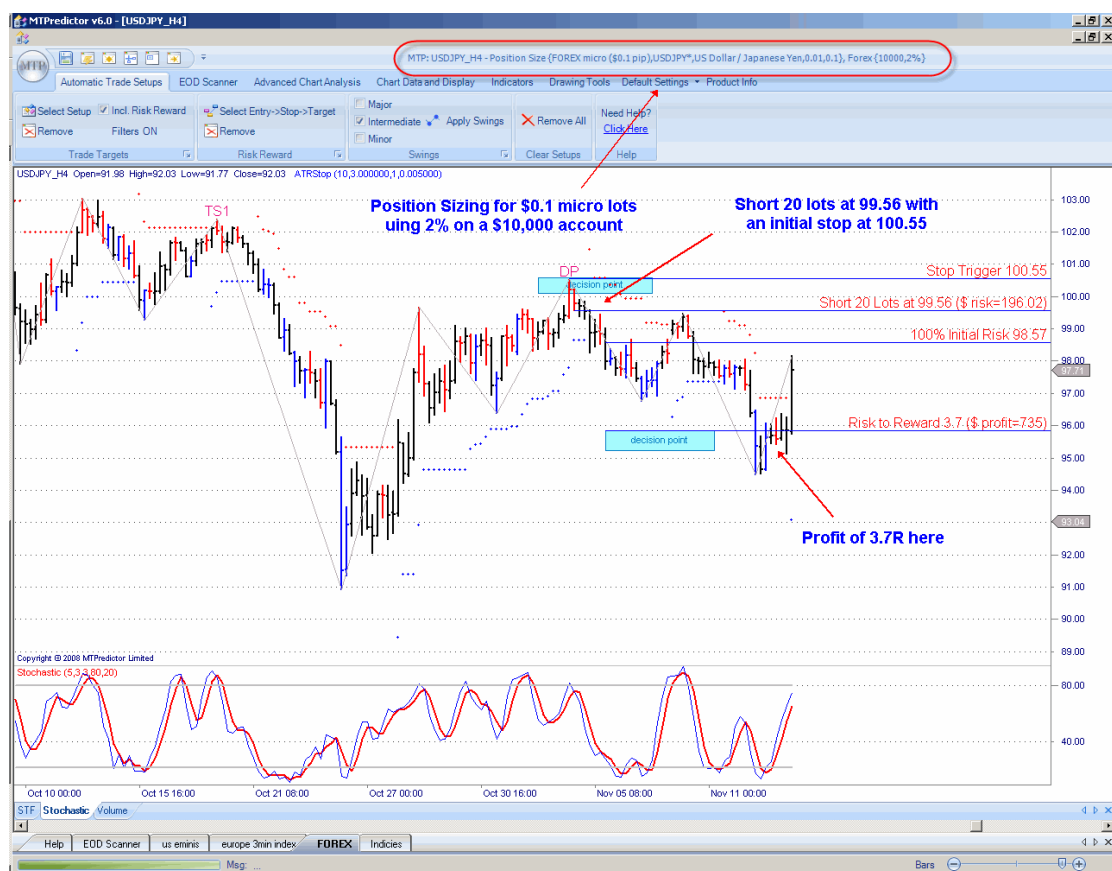 MTPredictor v6.0 - [USDJPY_H4]
MTP
MTP: USDJPY_H4 - Position Size {FOREX micro ($0.1 pip),USDJPY*,US Dollar / Japanese Yen,0.01,0.1}, Forex {10000,2%}
Automatic Trade Setups EOD Scanner Advanced Chart Analysis Chart Data and Display Indicators Drawing Tools Default Settings Product Info
Select Setup Incl. Risk Reward
Remove Filters ON
Trade Targets
Select Entry->Stop->Target
Remove
Risk Reward
Major
Intermediate Apply Swings
Minor
Swings
Remove All
Clear Setups
Need Help?
Click Here
Help
USDJPY_H4 Open=91.98 High=92.03 Low=91.77 Close=92.03 ATRStop (10,3.000000,1,0.005000)
TS1
Position Sizing for $0.1 micro lots
uing 2% on a $10,000 account
Short 20 lots at 99.56 with
an initial stop at 100.55
DP
decision point
Stop Trigger 100.55
Short 20 Lots at 99.56 ($ risk=196.02)
100% Initial Risk 98.57
Risk to Reward 3.7 ($ profit=735)
decision point
Profit of 3.7R here
103.00
102.00
101.00
100.00
99.00
98.00
97.71
97.00
96.00
95.00
94.00
93.04
92.00
91.00
90.00
89.00
Copyright © 2008 MTPredictor Limited
Stochastic (5,3,3,80,20)
80.00
40.00
Oct 10 00:00 Oct 15 16:00 Oct 21 08:00 Oct 27 00:00 Oct 30 16:00 Nov 05 08:00 Nov 11 00:00
STF Stochastic Volume
Help EOD Scanner us eminis europe 3min index FOREX Indicies
Msg: ...
Bars